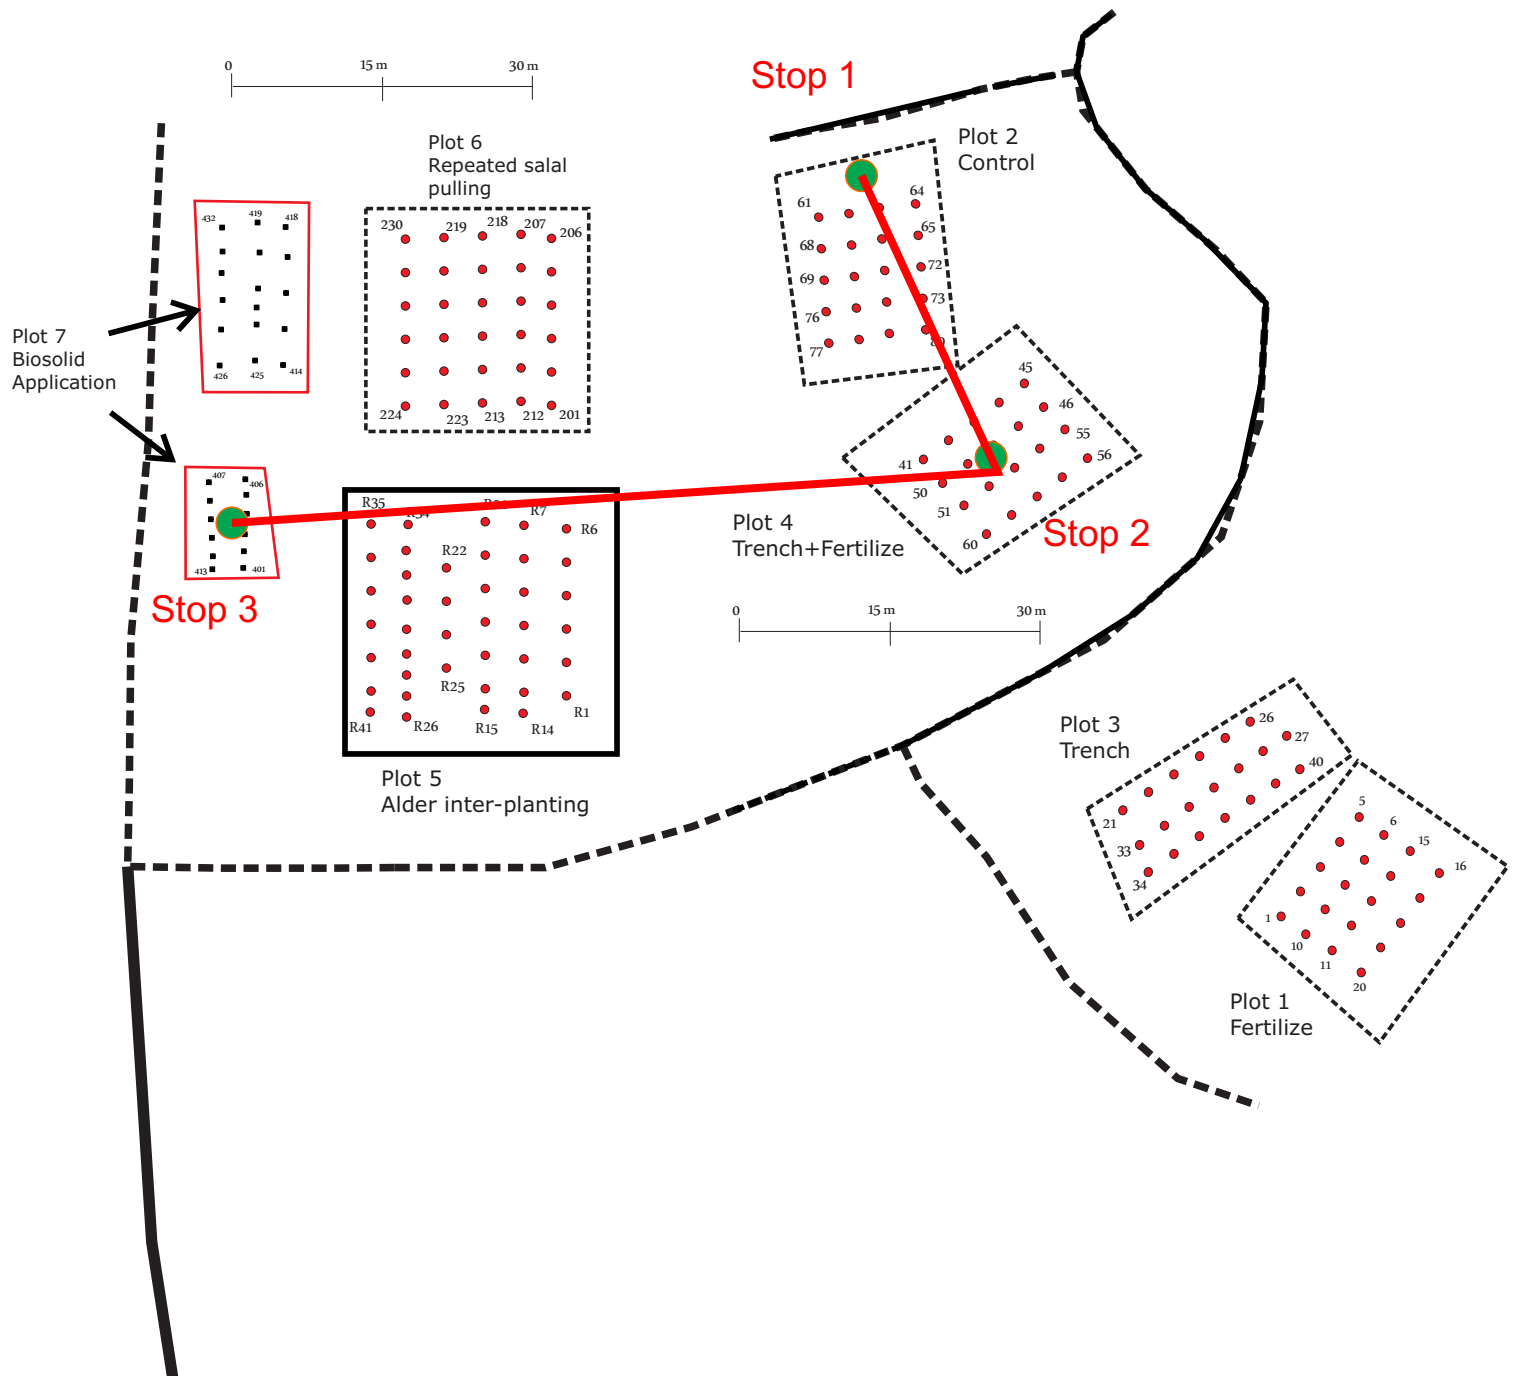 0 15 m 30 m
Stop 1
Plot 2
Control
Plot 6
Repeated salal
pulling
61
64
65
68
72
69
73
76
77
80
432 419 418
426 425 414
230 219 218 207 206
224 223 213 212 201
Plot 7
Biosolid
Application
45
46
55
56
41
50
51
60
407 406
413 401
Stop 3
R35 R34 R7 R6
R22
R25
R41 R26 R15 R14 R1
Plot 4
Trench+Fertilize
Stop 2
0 15 m 30 m
Plot 5
Alder inter-planting
Plot 3
Trench
26
27
40
21
33
34
5
6
15
16
1
10
11
20
Plot 1
Fertilize